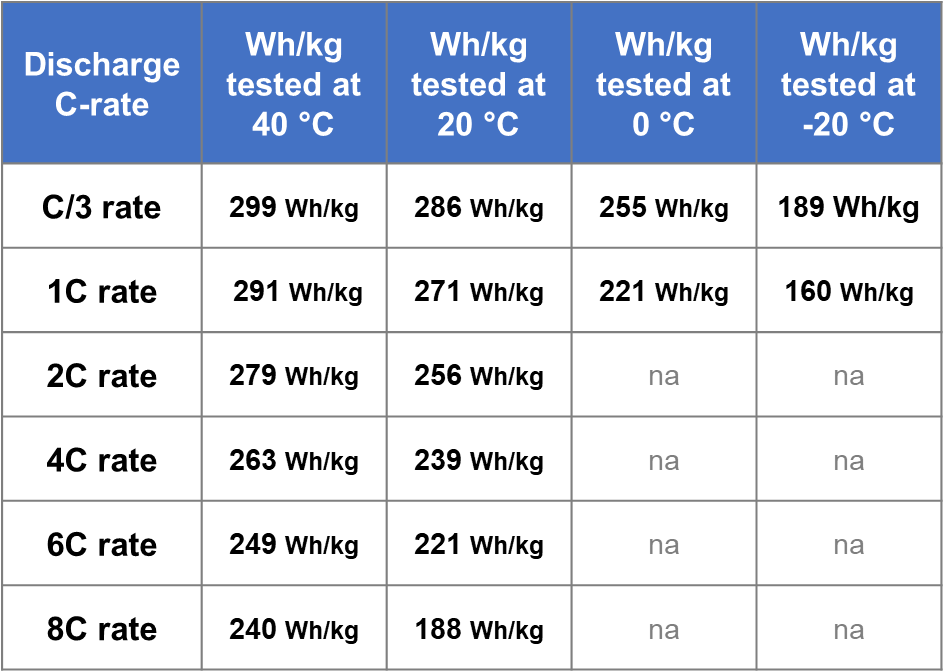 Discharge C-rate | Wh/kg tested at 40 °C | Wh/kg tested at 20 °C | Wh/kg tested at 0 °C | Wh/kg tested at -20 °C
C/3 rate | 299 Wh/kg | 286 Wh/kg | 255 Wh/kg | 189 Wh/kg
1C rate | 291 Wh/kg | 271 Wh/kg | 221 Wh/kg | 160 Wh/kg
2C rate | 279 Wh/kg | 256 Wh/kg | na | na
4C rate | 263 Wh/kg | 239 Wh/kg | na | na
6C rate | 249 Wh/kg | 221 Wh/kg | na | na
8C rate | 240 Wh/kg | 188 Wh/kg | na | na